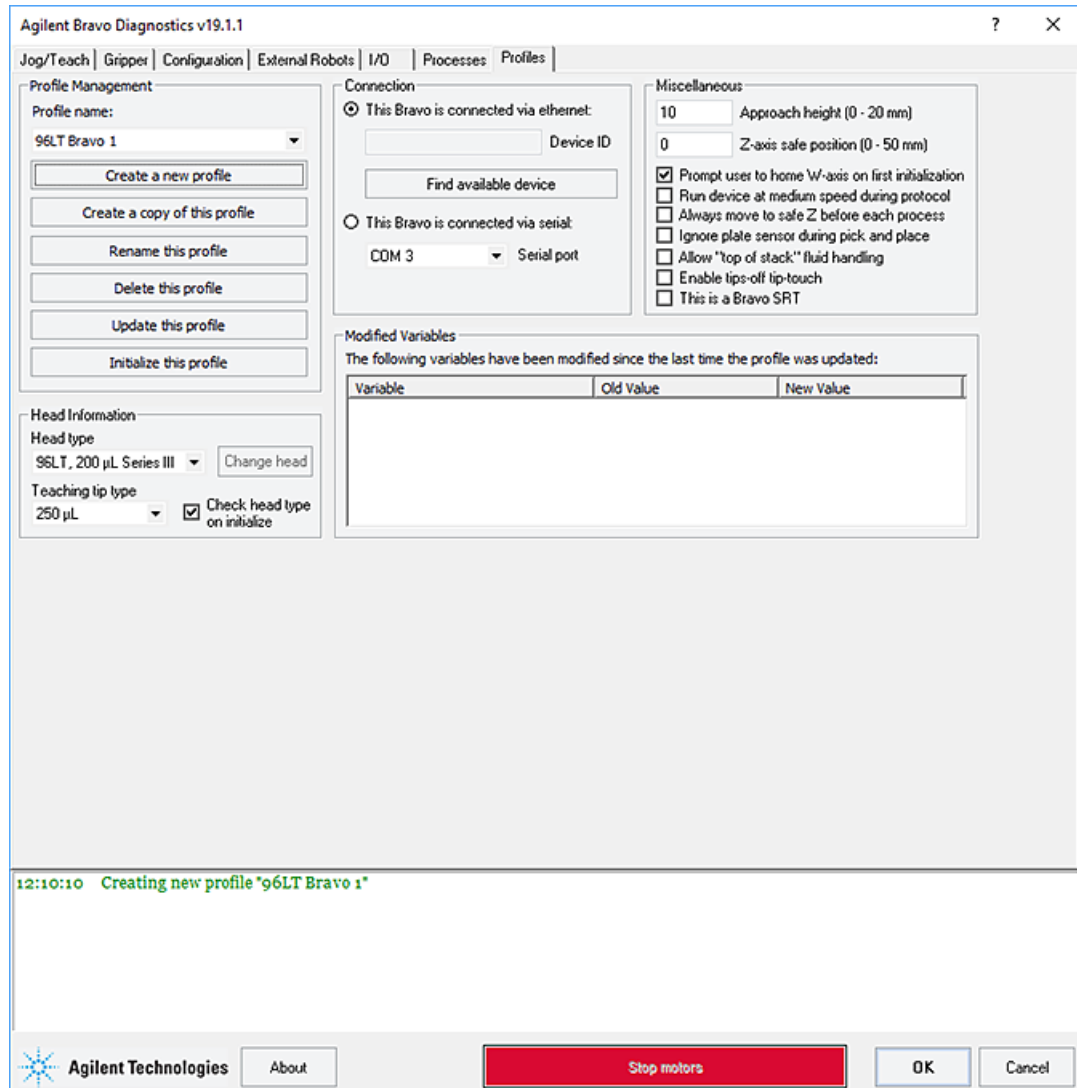 Agilent Bravo Diagnostics v19.1.1
?
Jog/Teach Gripper Configuration External Robots I/O Processes Profiles
Profile Management
Profile name:
96LT Bravo 1
Create a new profile
Create a copy of this profile
Rename this profile
Delete this profile
Update this profile
Initialize this profile
Head Information
Head type
96LT, 200 µL Series III
Change head
Teaching tip type
250 µL
Check head type
on initialize
Connection
This Bravo is connected via ethernet:
Device ID
Find available device
This Bravo is connected via serial:
COM 3
Serial port
Miscellaneous
10 Approach height (0 - 20 mm)
0 Z-axis safe position (0 - 50 mm)
Prompt user to home W-axis on first initialization
Run device at medium speed during protocol
Always move to safe Z before each process
Ignore plate sensor during pick and place
Allow "top of stack" fluid handling
Enable tips-off tip-touch
This is a Bravo SRT
Modified Variables
The following variables have been modified since the last time the profile was updated:
Variable Old Value New Value
12:10:10 Creating new profile "96LT Bravo 1"
Agilent Technologies
About
Stop motors
OK
Cancel